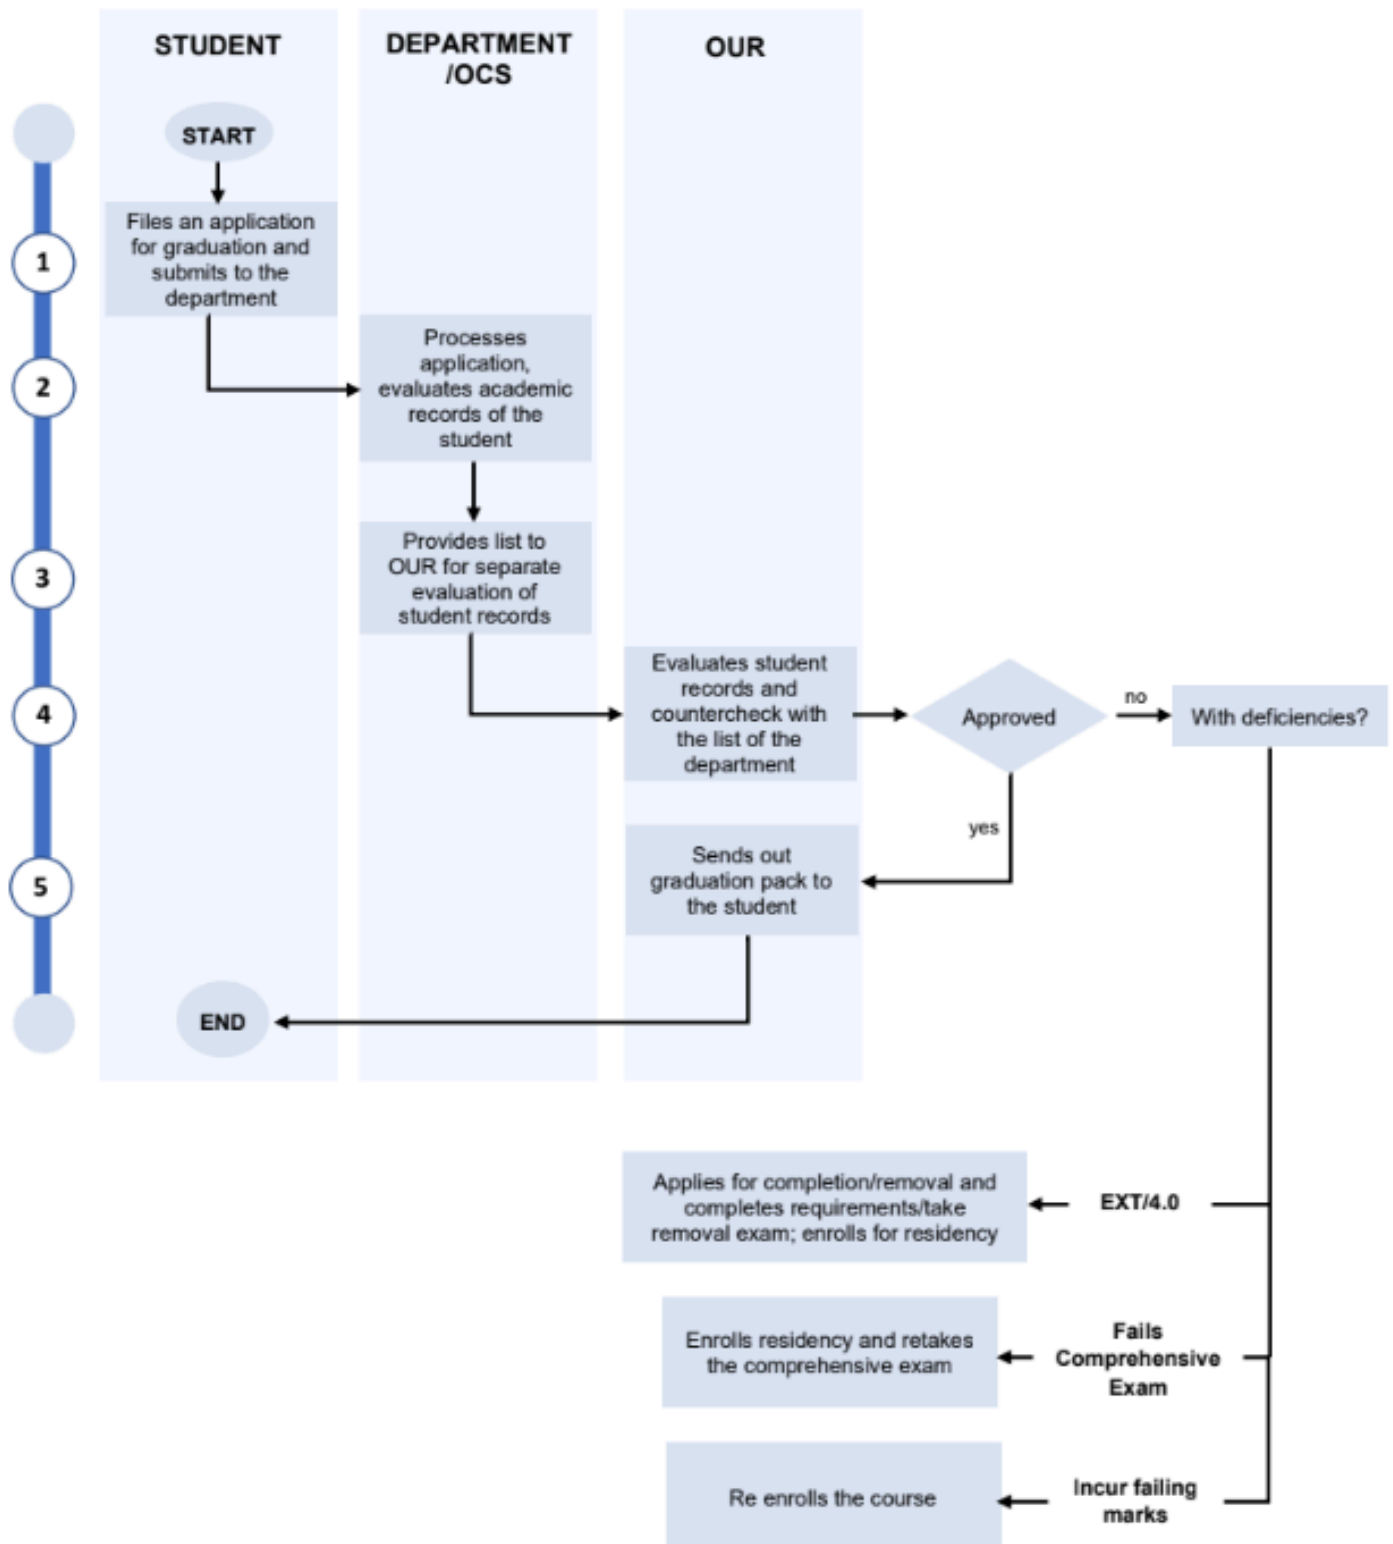 STUDENT
DEPARTMENT
/OCS
OUR
START
1
Files an application
for graduation and
submits to the
department
2
Processes
application,
evaluates academic
records of the
student
3
Provides list to
OUR for separate
evaluation of
student records
4
Evaluates student
records and
countercheck with
the list of the
department
Approved
no
With deficiencies?
yes
5
Sends out
graduation pack to
the student
END
Applies for completion/removal and
completes requirements/take
removal exam; enrolls for residency
EXT/4.0
Enrolls residency and retakes
the comprehensive exam
Fails
Comprehensive
Exam
Re enrolls the course
Incur failing
marks